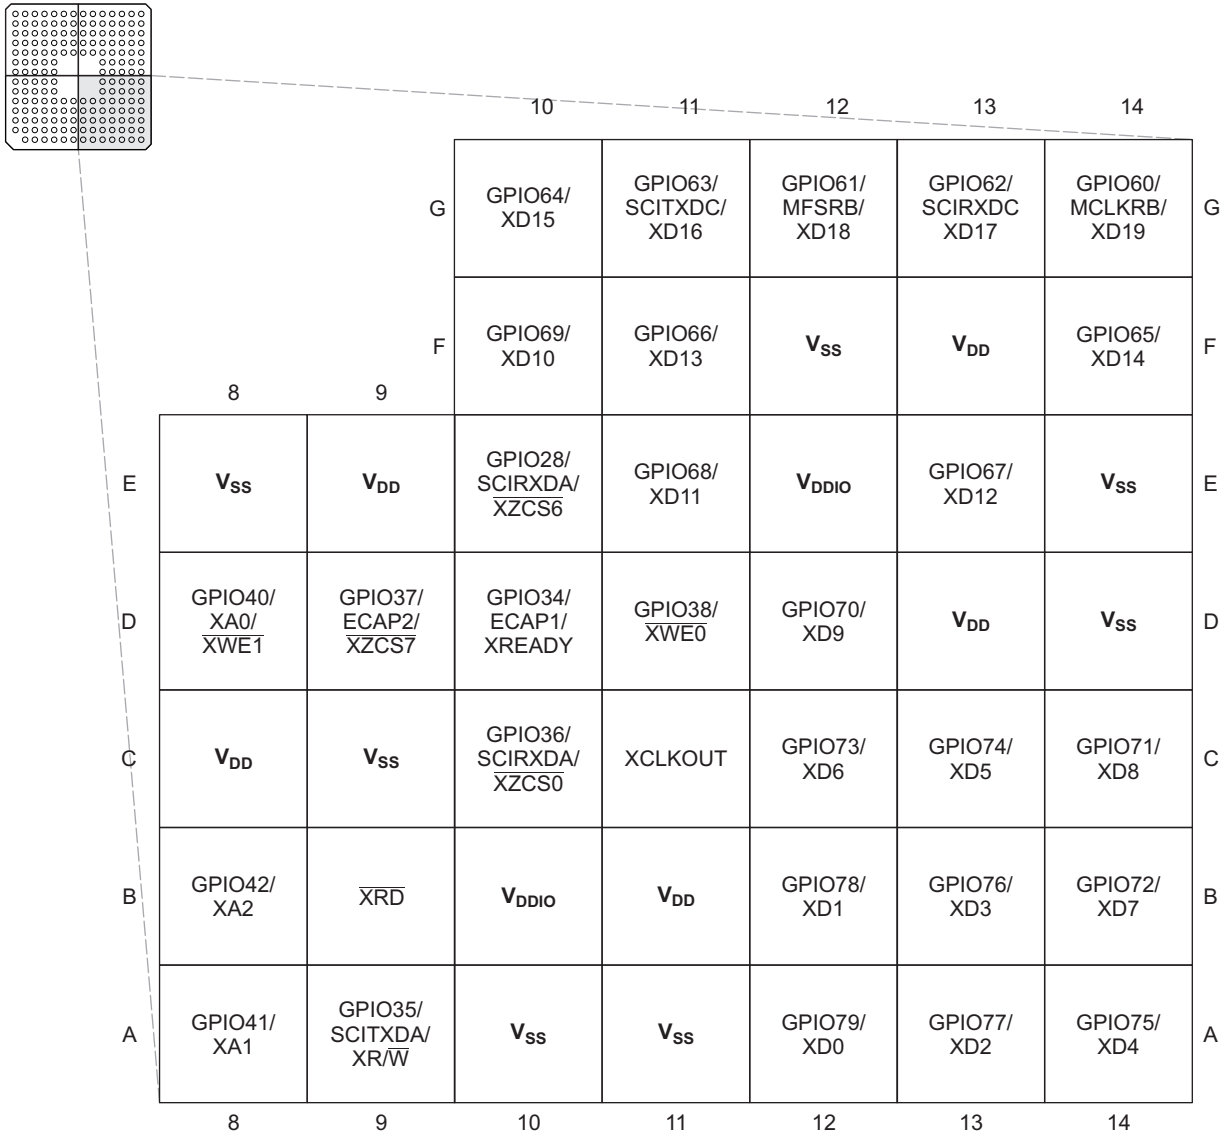 10 11 12 13 14
G GPIO64/ GPIO63/ GPIO61/ GPIO62/ GPIO60/ G
XD15 SCITXDC/ MFSRB/ SCIRXDC MCLKRB/
XD16 XD18 XD17 XD19
F GPIO69/ GPIO66/ VSS VDD GPIO65/ F
XD10 XD13 XD14
8 9
E VSS VDD GPIO28/ GPIO68/ VDDIO GPIO67/ VSS E
SCIRXDA/ XD11 XD12
XZCS6
D GPIO40/ GPIO37/ GPIO34/ GPIO38/ GPIO70/ VDD VSS D
XA0/ ECAP2/ ECAP1/ XWE0 XD9
XWE1 XZCS7 XREADY
C VDD VSS GPIO36/ XCLKOUT GPIO73/ GPIO74/ GPIO71/ C
SCIRXDA/ XD6 XD5 XD8
XZCS0
B GPIO42/ XRD VDDIO VDD GPIO78/ GPIO76/ GPIO72/ B
XA2 XD1 XD3 XD7
A GPIO41/ GPIO35/ VSS VSS GPIO79/ GPIO77/ GPIO75/ A
XA1 SCITXDA/ XD0 XD2 XD4
XR/W
8 9 10 11 12 13 14